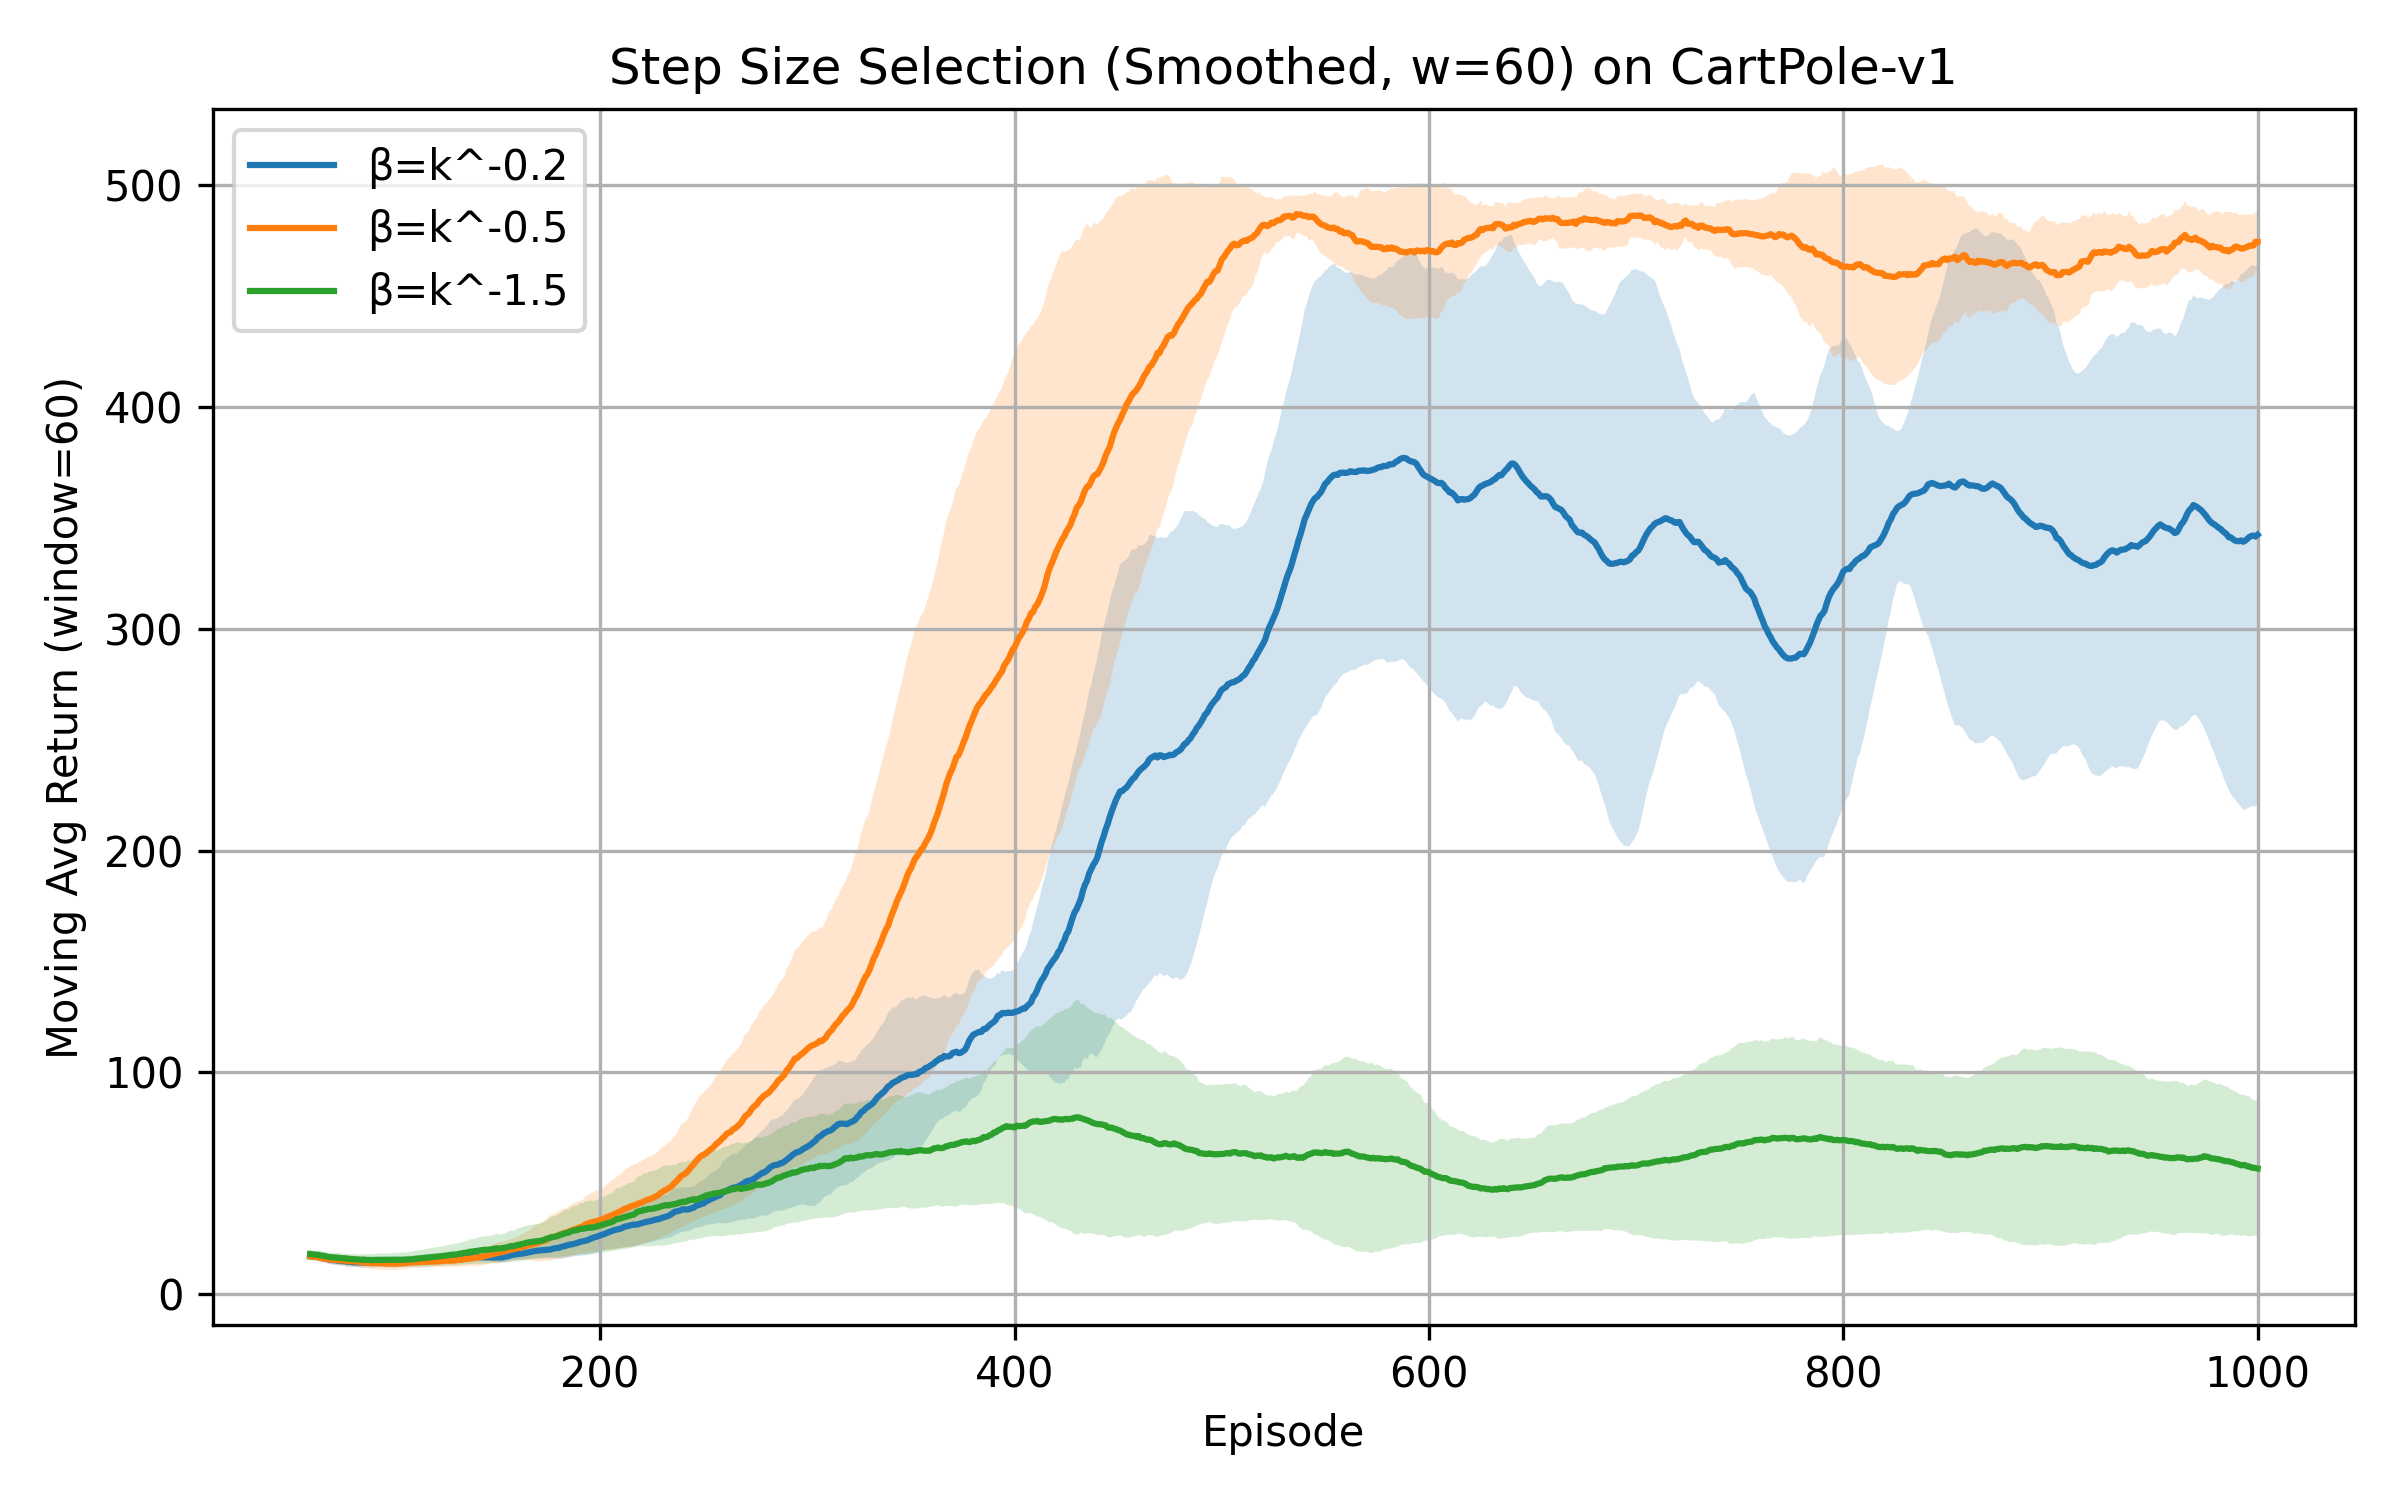 Step Size Selection (Smoothed, w=60) on CartPole-v1
β=k^-0.2
β=k^-0.5
β=k^-1.5
Moving Avg Return (window=60)
500
400
300
200
100
0
200 400 600 800 1000
Episode